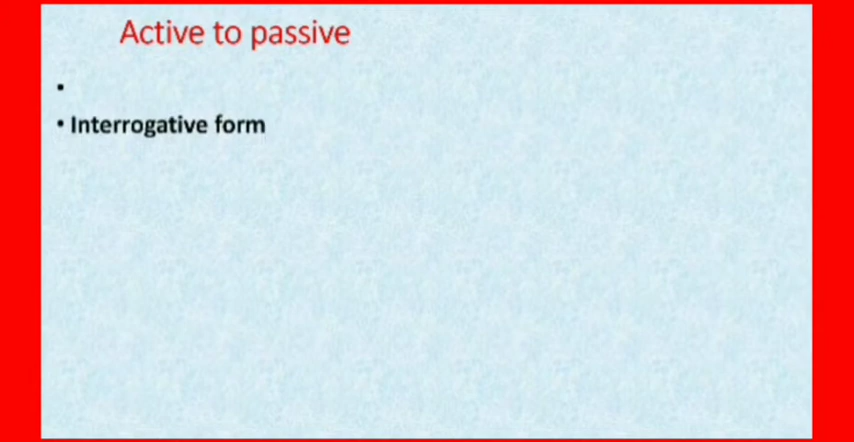 Active to passive
•
• Interrogative form